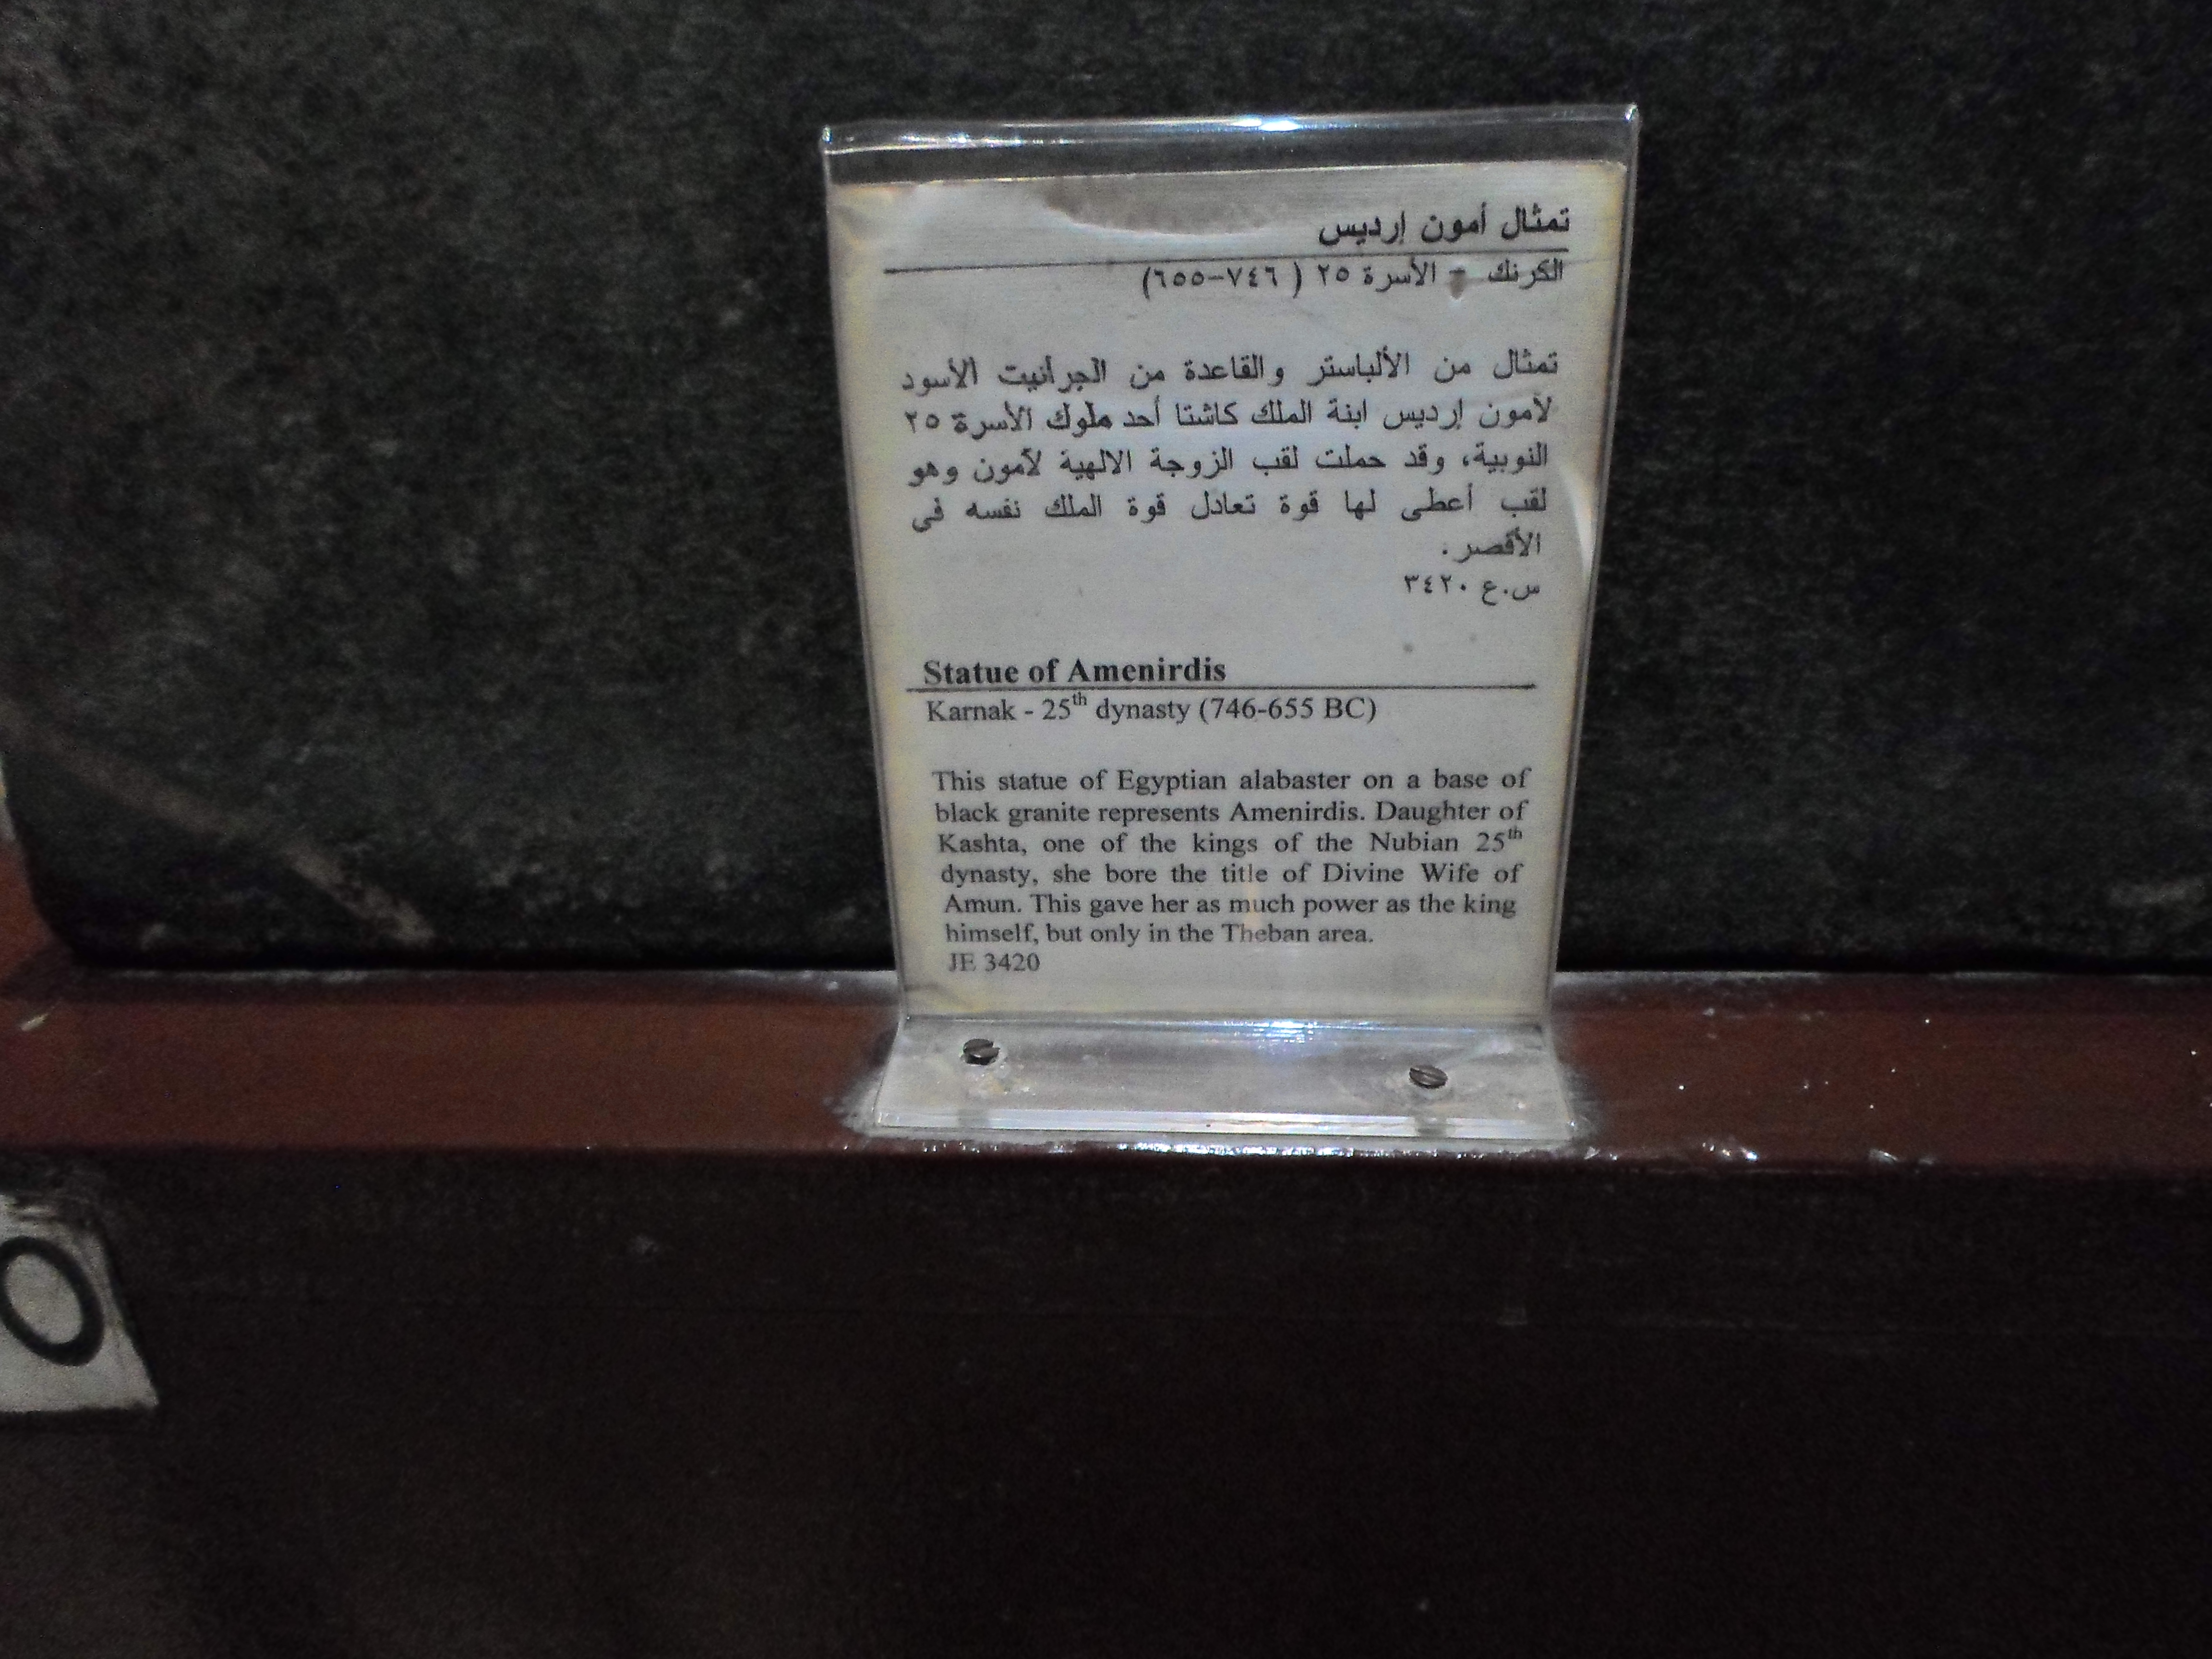 تمثال أمون إرديس
الكرنك - الأسرة ٢٥ ( ٧٤٦-٦٥٥)
تمثال من الألباستر والقاعدة من الجرانيت الأسود
لأمون إرديس ابنة الملك كاشتا أحد ملوك الأسرة ٢٥
النوبية، وقد حملت لقب الزوجة الالهية لآمون وهو
لقب أعطى لها قوة تعادل قوة الملك نفسه فى
الأقصر .
س.ع ٣٤٢٠
Statue of Amenirdis
Karnak - 25th dynasty (746-655 BC)
This statue of Egyptian alabaster on a base of
black granite represents Amenirdis. Daughter of
Kashta, one of the kings of the Nubian 25th
dynasty, she bore the title of Divine Wife of
Amun. This gave her as much power as the king
himself, but only in the Theban area.
JE 3420
0